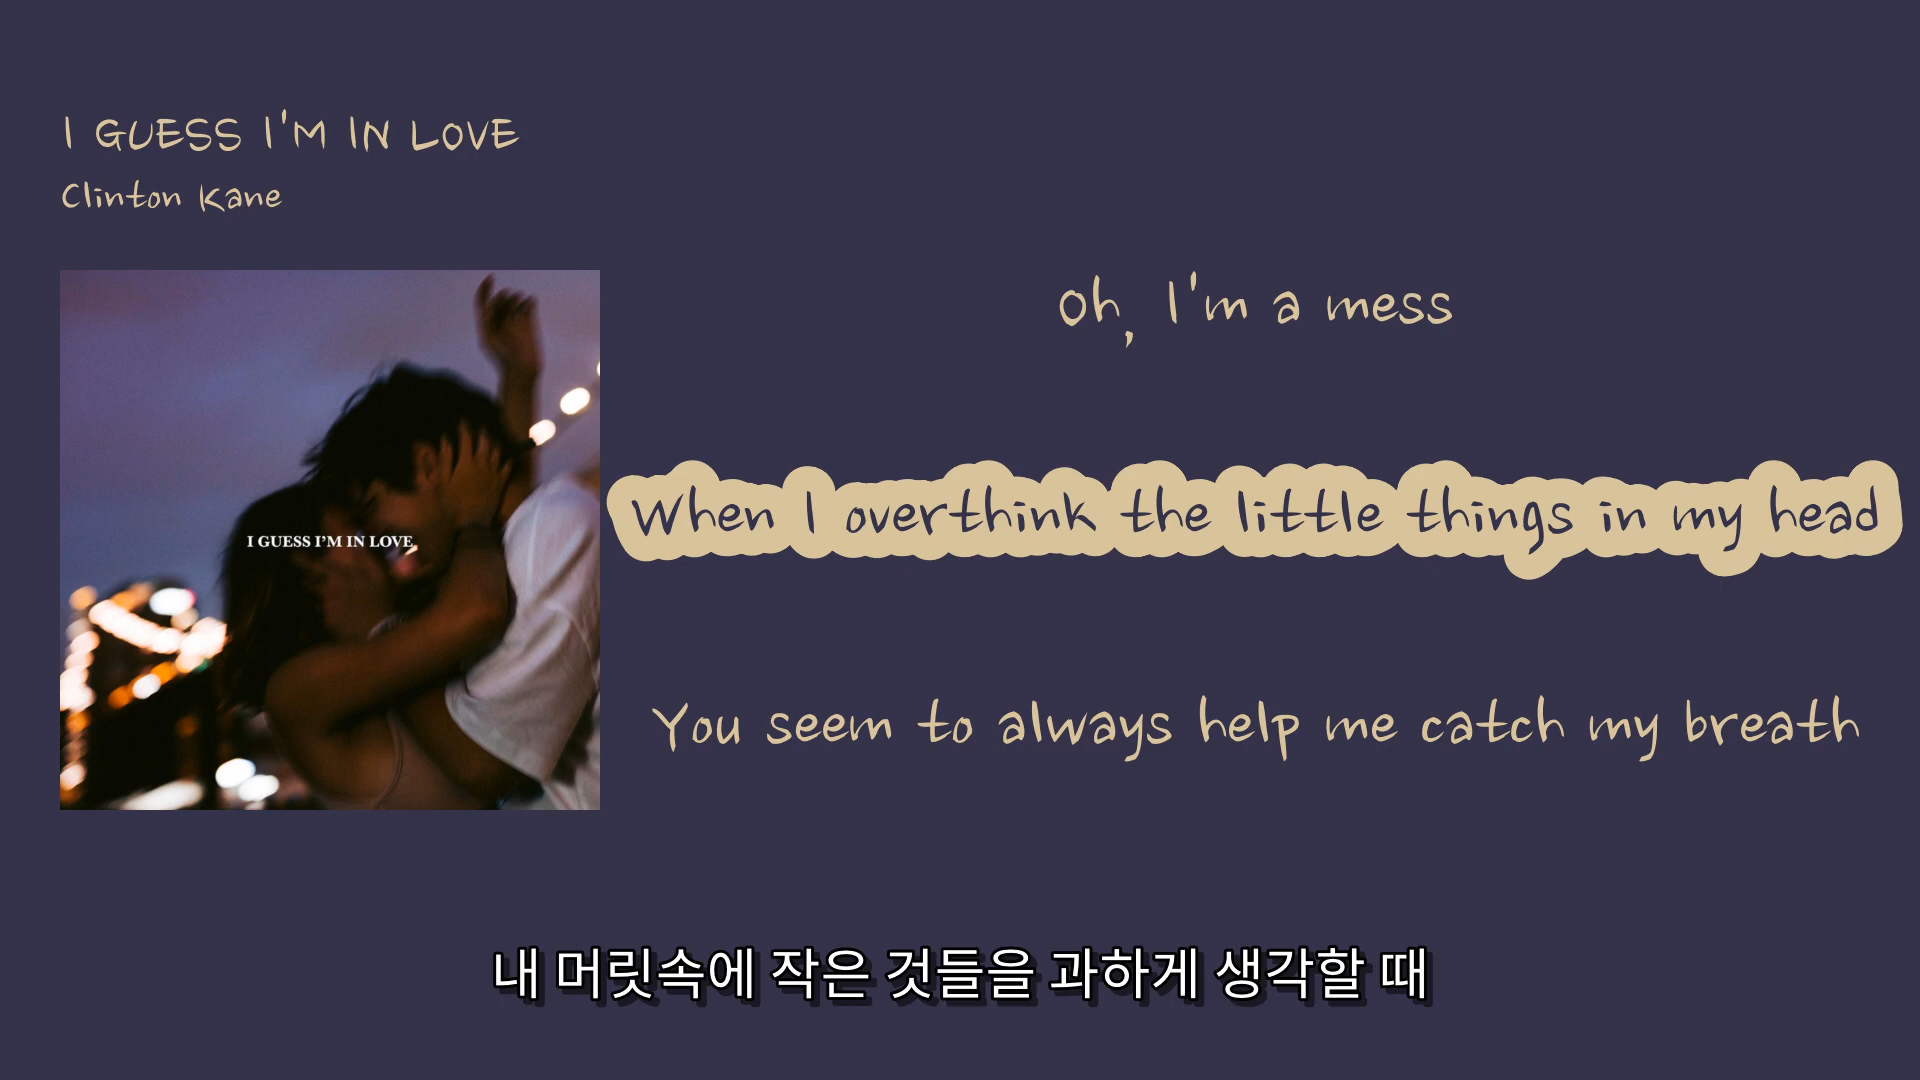 I GUESS I'M IN LOVE
Clinton Kane
I GUESS I'M IN LOVE
Oh, I'm a mess
When I overthink the little things in my head
You seem to always help me catch my breath
내 머릿속에 작은 것들을 과하게 생각할 때